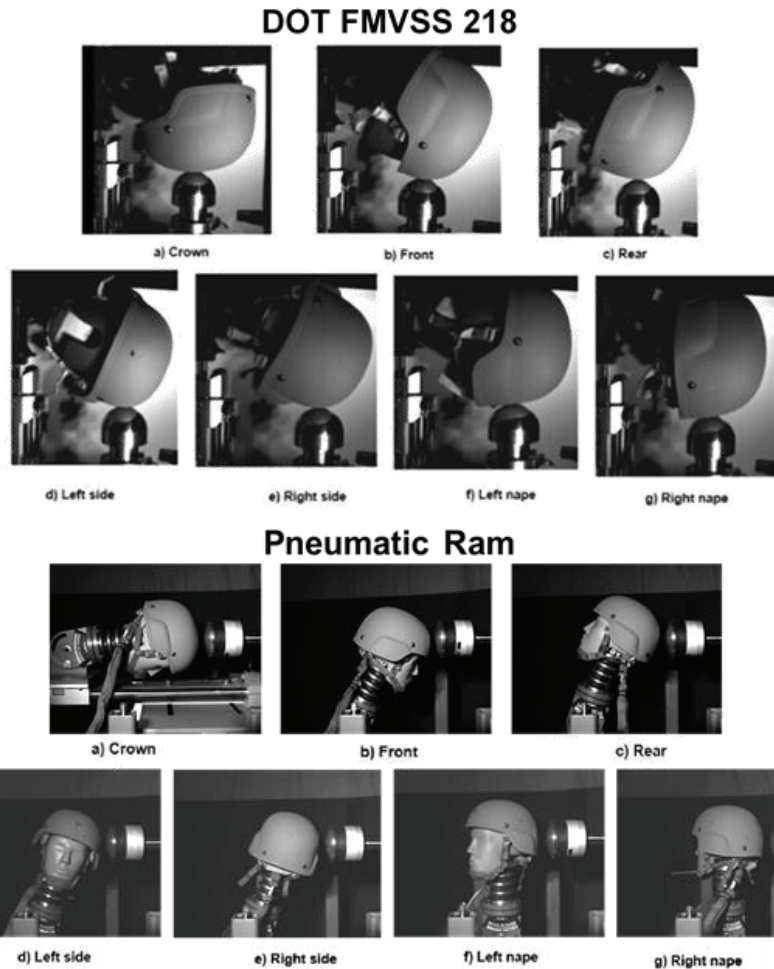 DOT FMVSS 218
a) Crown
b) Front
c) Rear
d) Left side
e) Right side
f) Left nape
g) Right nape
Pneumatic Ram
a) Crown
b) Front
c) Rear
d) Left side
e) Right side
f) Left nape
g) Right nape